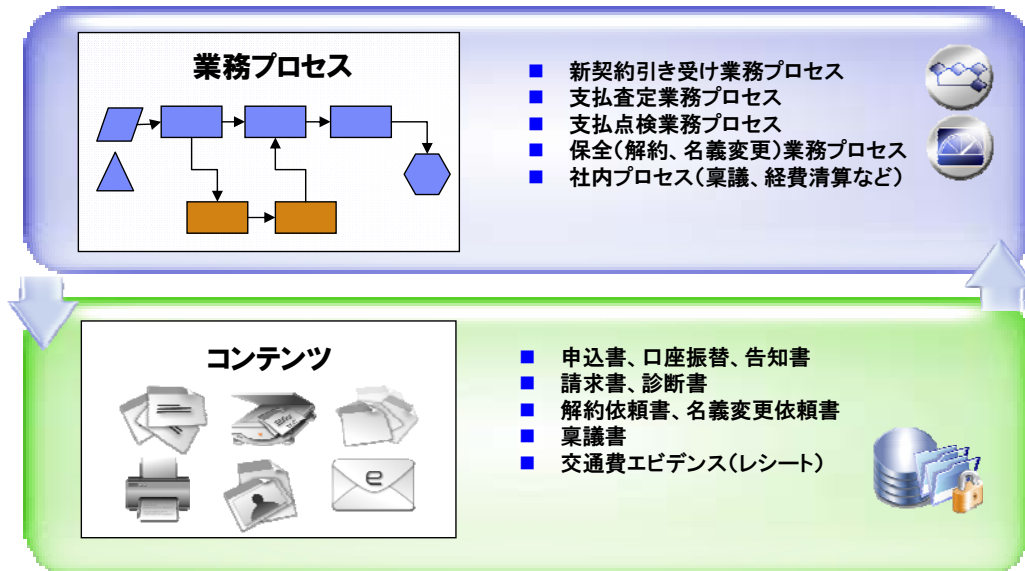 業務プロセス
新契約引き受け業務プロセス
支払査定業務プロセス
支払点検業務プロセス
保全(解約、名義変更)業務プロセス
社内プロセス(稟議、経費清算など)
コンテンツ
申込書、口座振替、告知書
請求書、診断書
解約依頼書、名義変更依頼書
稟議書
交通費エビデンス(レシート)
e